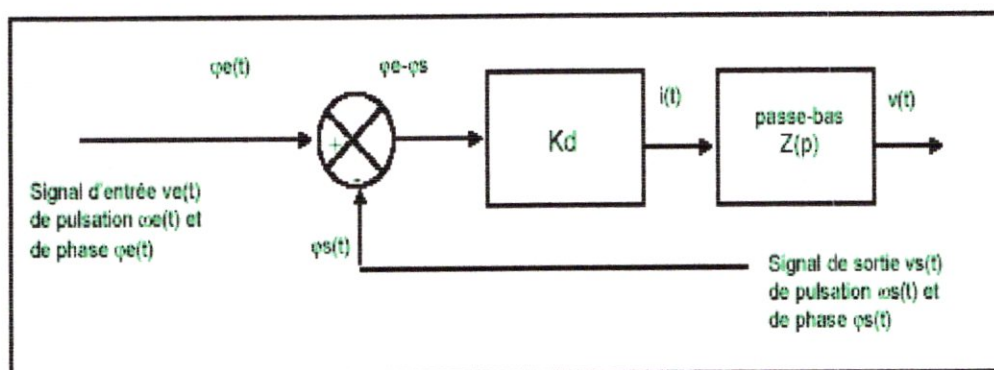 φe(t)
φe-φs
Kd
i(t)
passe-bas
Z(p)
v(t)
+
-
Signal d'entrée ve(t)
de pulsation ωe(t) et
de phase φe(t)
φs(t)
Signal de sortie vs(t)
de pulsation ωs(t) et
de phase φs(t)